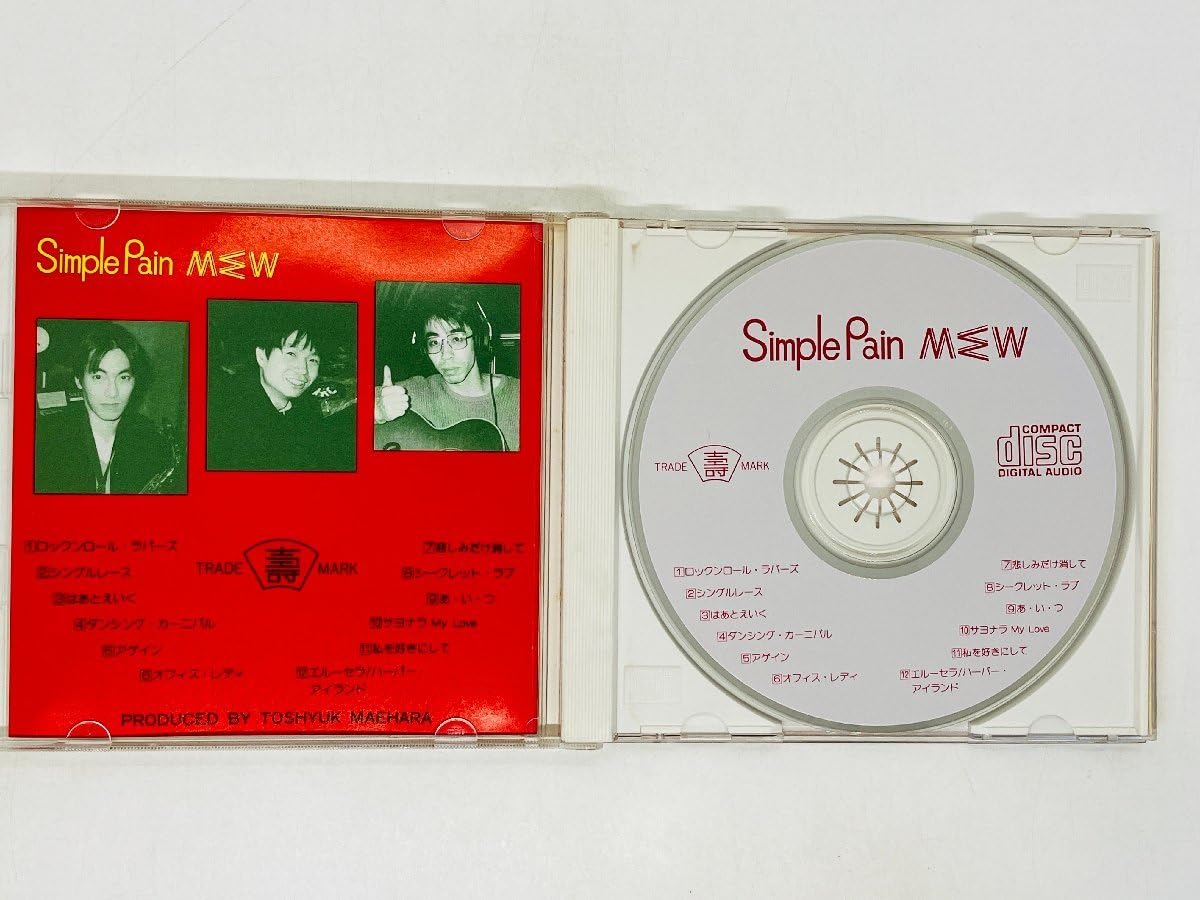 Simple Pain MEW
①ロックンロール・ラバーズ
②シングルレース
③はあとえいく
④ダンシング・カーニバル
⑤アゲイン
⑥オフィス・レディ
TRADE 壽 MARK
⑦悲しみだけ消して
⑧シークレット・ラブ
⑨あ・い・つ
⑩サヨナラ My Love
⑪私を好きにして
⑫エルーセラ/ハーバー・
アイランド
PRODUCED BY TOSHYUK MAEHARA
Simple Pain MEW
TRADE 壽 MARK
COMPACT
disc
DIGITAL AUDIO
1ロックンロール・ラバーズ
2シングルレース
3はあとえいく
4ダンシング・カーニバル
5アゲイン
6オフィス・レディ
7悲しみだけ消して
8シークレット・ラブ
9あ・い・つ
10サヨナラ My Love
11私を好きにして
12エルーセラ/ハーバー・
アイランド